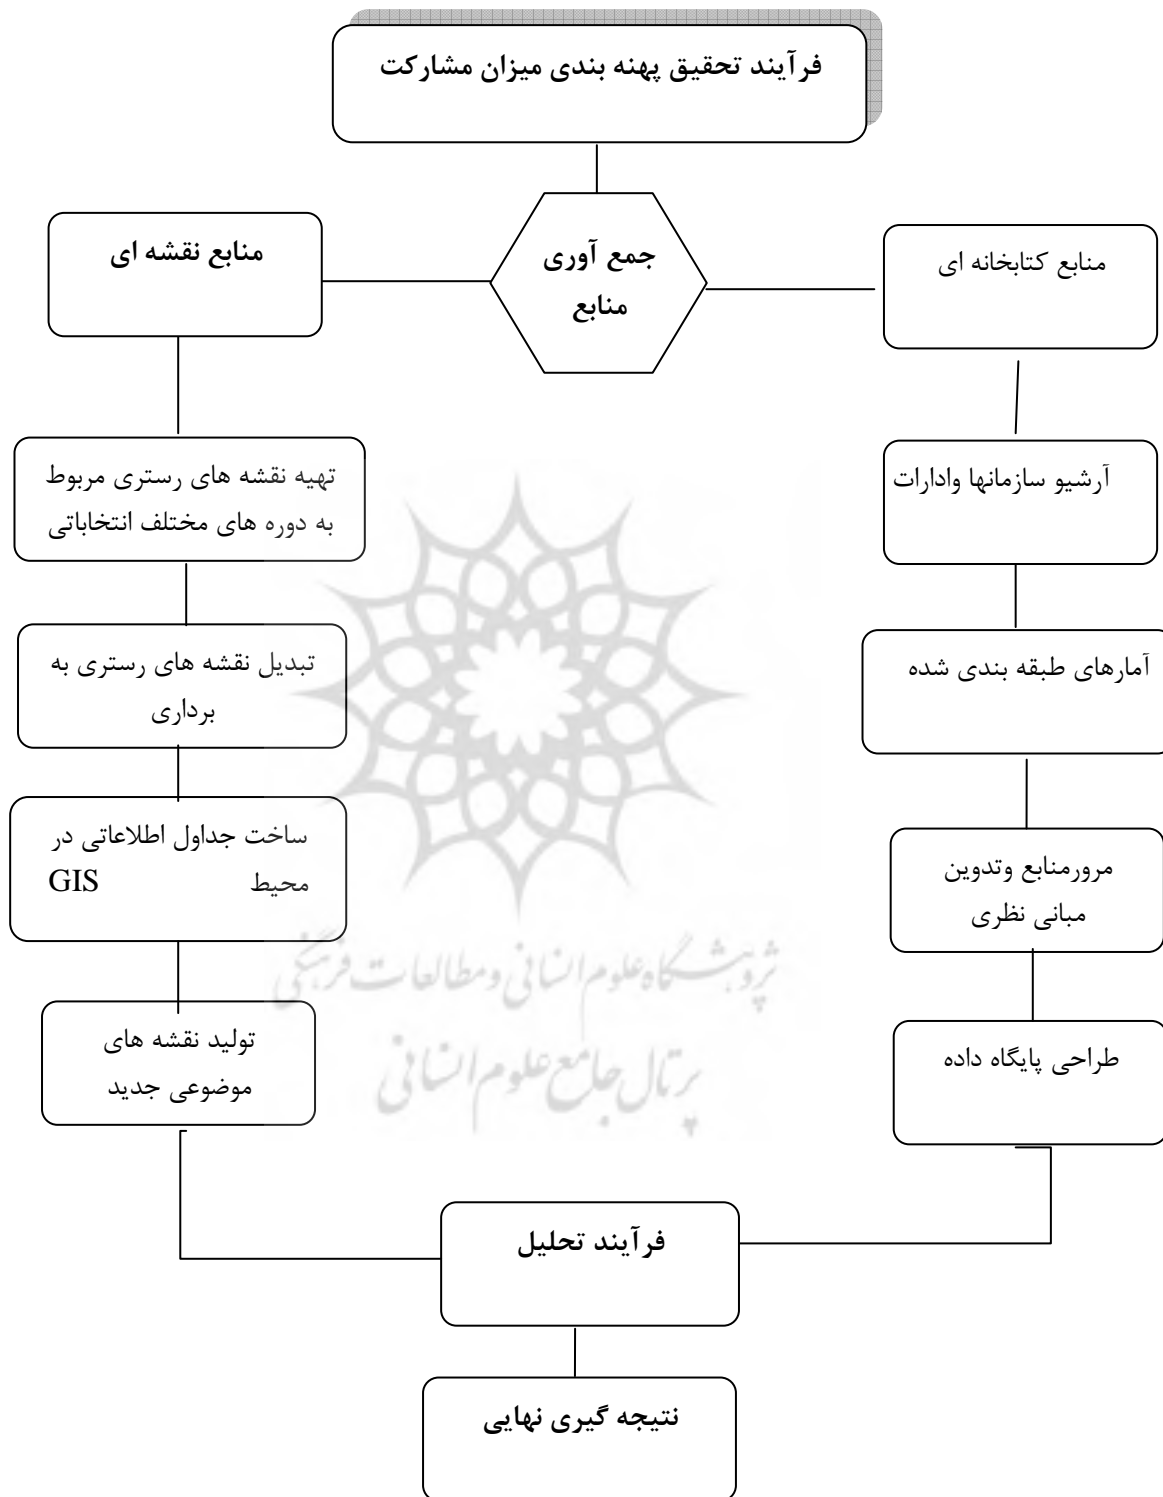 فرآیند تحقیق پهنه بندی میزان مشارکت
جمع آوری
منابع
منابع کتابخانه ای
منابع نقشه ای
آرشیو سازمانها وادارات
تهیه نقشه های رستری مربوط
به دوره های مختلف انتخاباتی
آمارهای طبقه بندی شده
تبدیل نقشه های رستری به
برداری
مرورمنابع وتدوین
مبانی نظری
ساخت جداول اطلاعاتی در
محیط GIS
طراحی پایگاه داده
تولید نقشه های
موضوعی جدید
پژوهشگاه علوم انسانی و مطالعات فرهنگی
پرتال جامع علوم انسانی
فرآیند تحلیل
نتیجه گیری نهایی